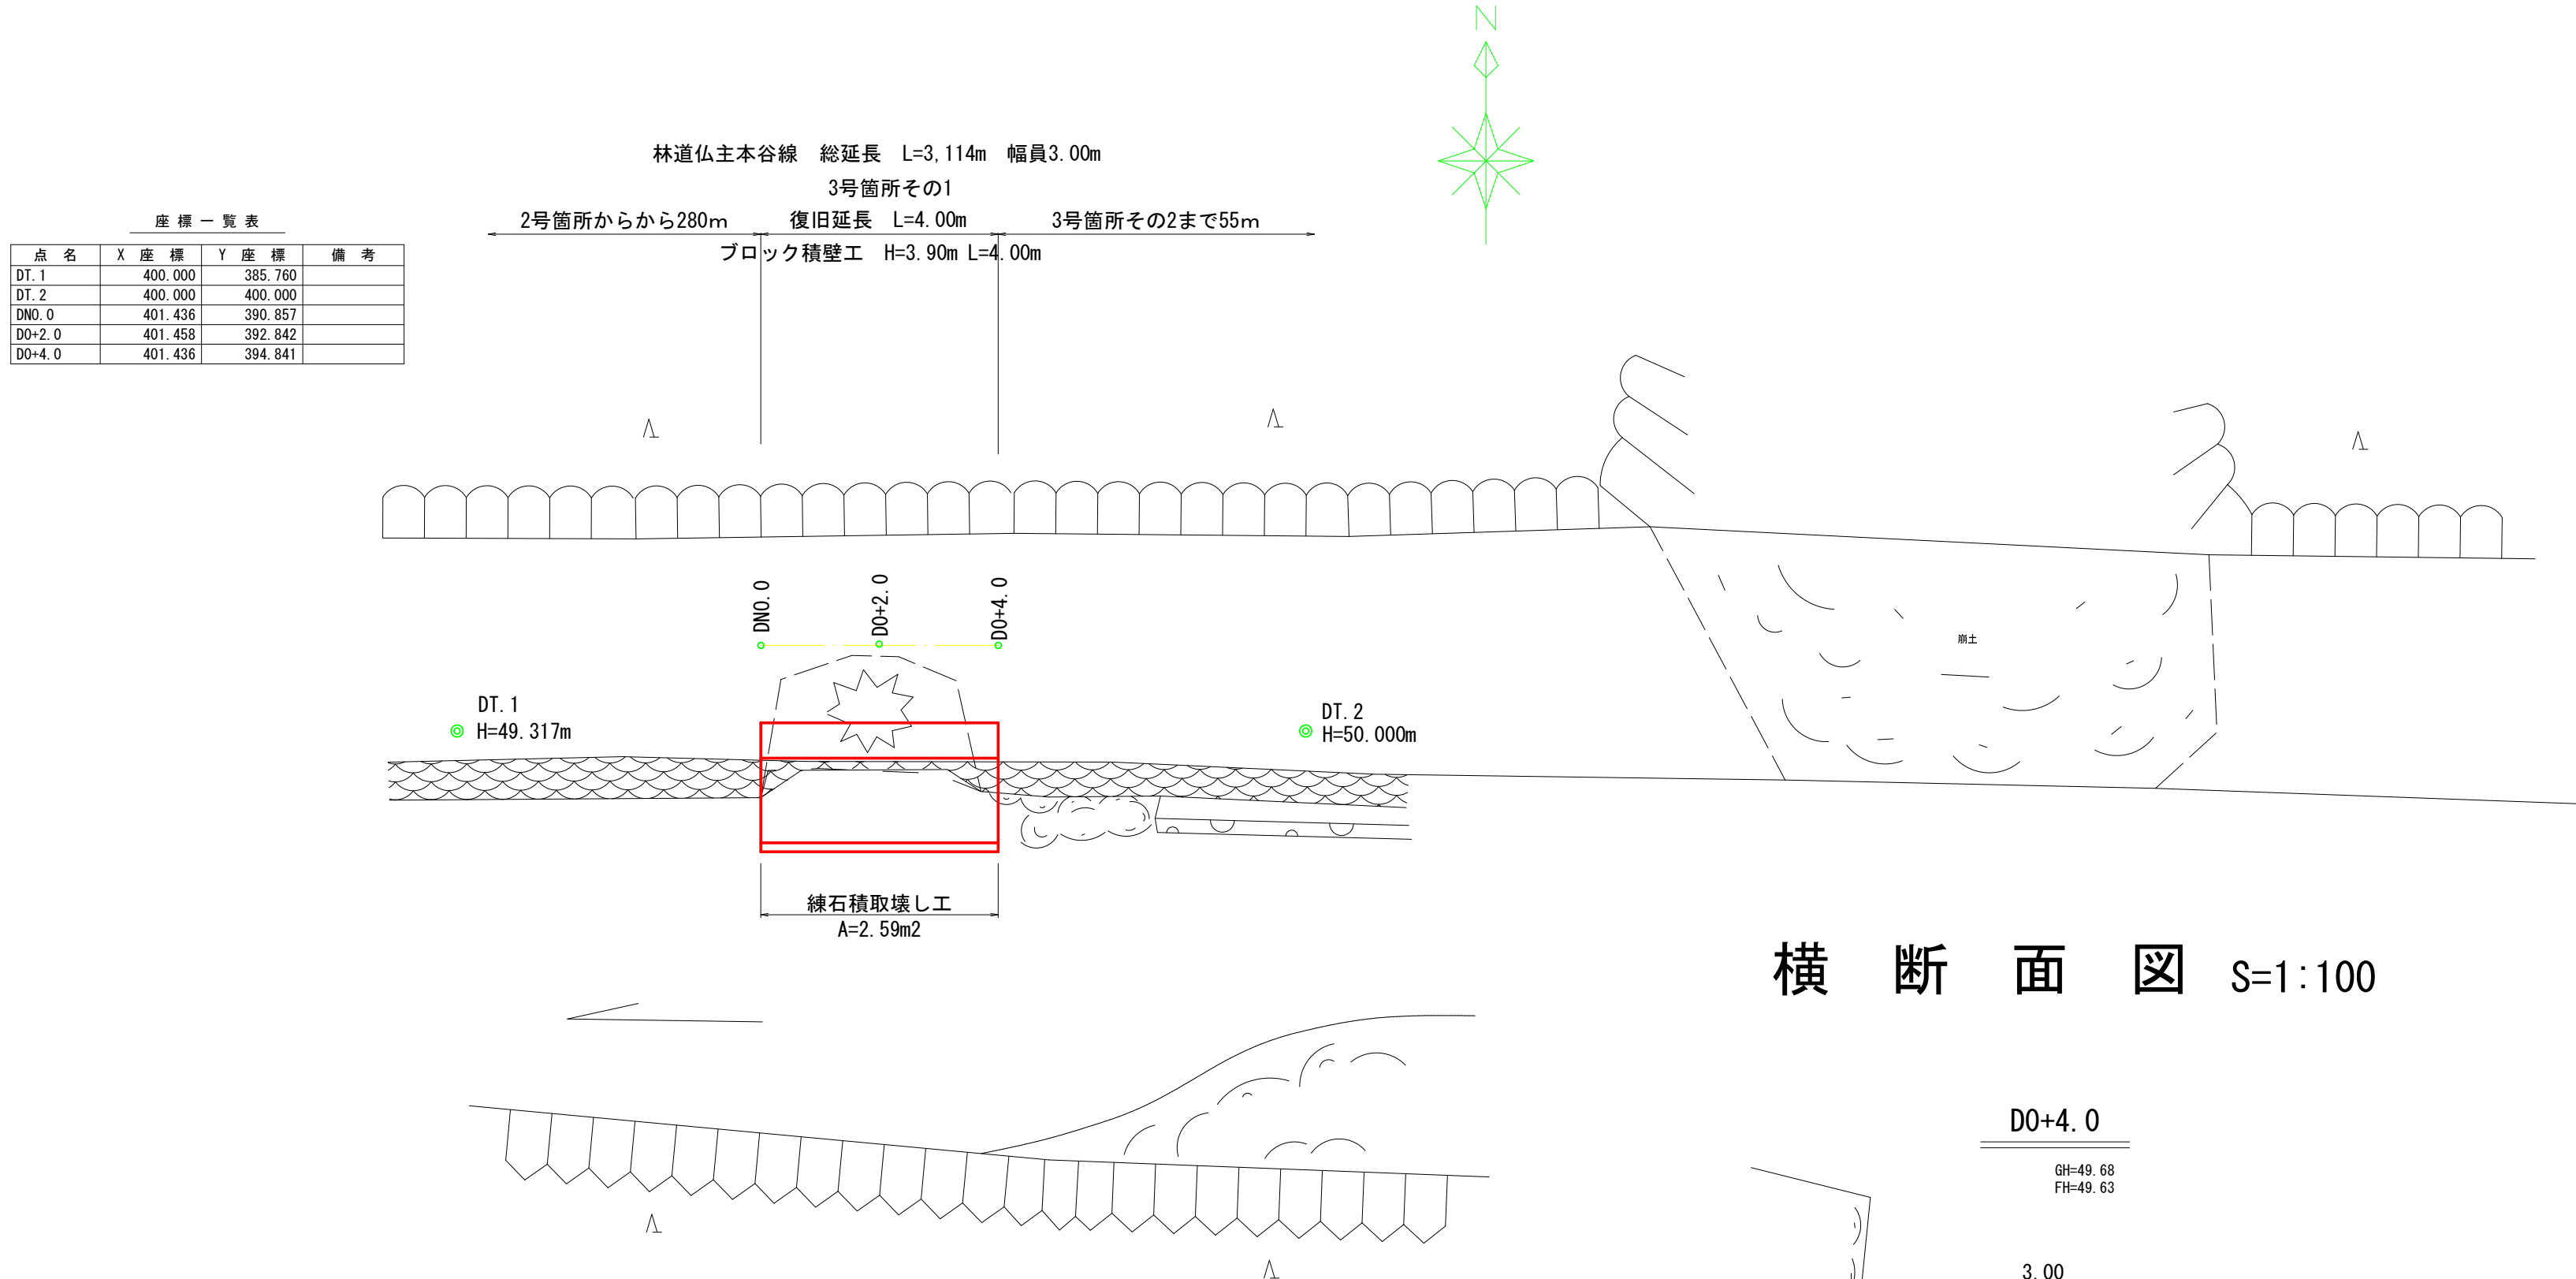 N
林道仏主本谷線　総延長　L=3,114m　幅員3.00m
3号箇所その1
2号箇所からから280m　復旧延長　L=4.00m　3号箇所その2まで55m
ブロック積壁工　H=3.90m L=4.00m
座標一覧表
点名　X座標　Y座標　備考
DT.1　400.000　385.760
DT.2　400.000　400.000
DNO.0　401.436　390.857
DO+2.0　401.458　392.842
DO+4.0　401.436　394.841
DNO.0
DO+2.0
DO+4.0
崩土
DT.1
H=49.317m
DT.2
H=50.000m
練石積取壊し工
A=2.59m2
横断面図 S=1:100
DO+4.0
GH=49.68
FH=49.63
3.00